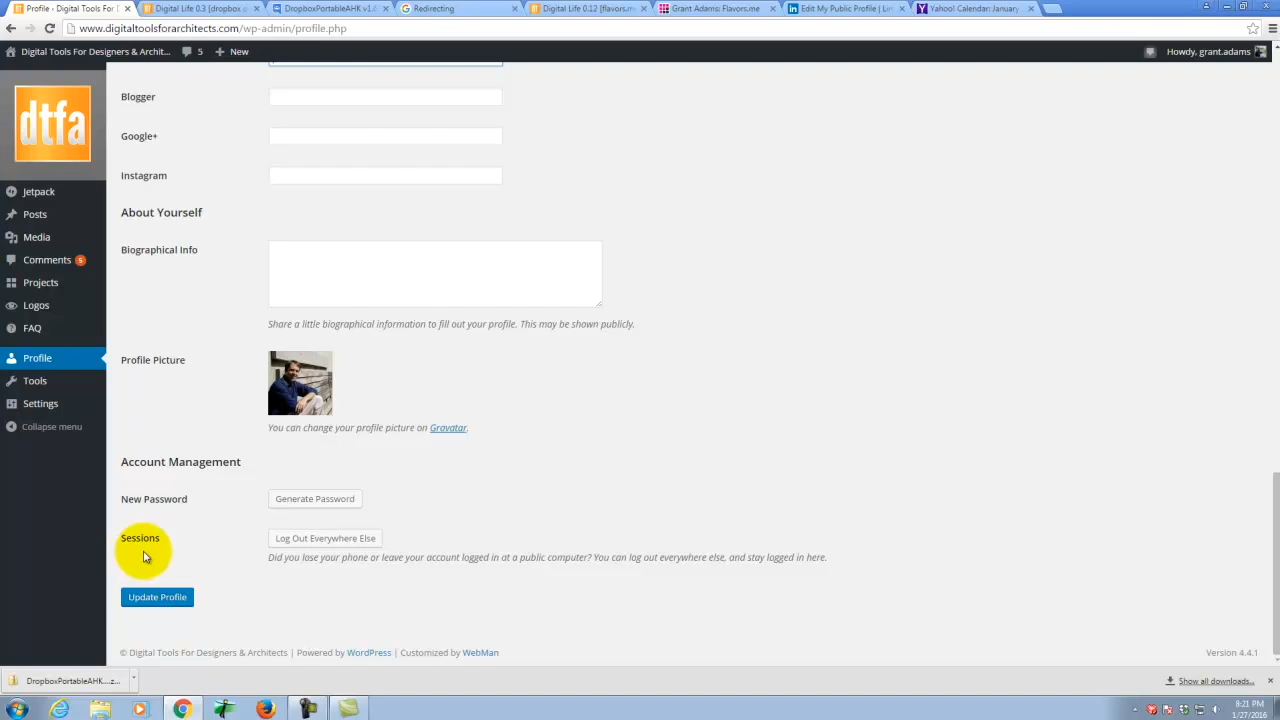 Profile ‹ Digital Tools For D
Digital Life 0.3 [dropbox o
DropboxPortableAHK v1.
Redirecting
Digital Life 0.12 [flavors.m
Grant Adams: Flavors.me
Edit My Public Profile | Li
Yahoo! Calendar: January
www.digitaltoolsforarchitects.com/wp-admin/profile.php
Digital Tools For Designers & Archit...
5
+ New
Howdy, grant.adams
dtfa
Jetpack
Posts
Media
Comments 5
Projects
Logos
FAQ
Profile
Tools
Settings
Collapse menu
Blogger
Google+
Instagram
About Yourself
Biographical Info
Share a little biographical information to fill out your profile. This may be shown publicly.
Profile Picture
You can change your profile picture on Gravatar.
Account Management
New Password
Generate Password
Sessions
Log Out Everywhere Else
Did you lose your phone or leave your account logged in at a public computer? You can log out everywhere else, and stay logged in here.
Update Profile
© Digital Tools For Designers & Architects | Powered by WordPress | Customized by WebMan
Version 4.4.1
DropboxPortableAHK....z...
Show all downloads...
8:21 PM
1/27/2016